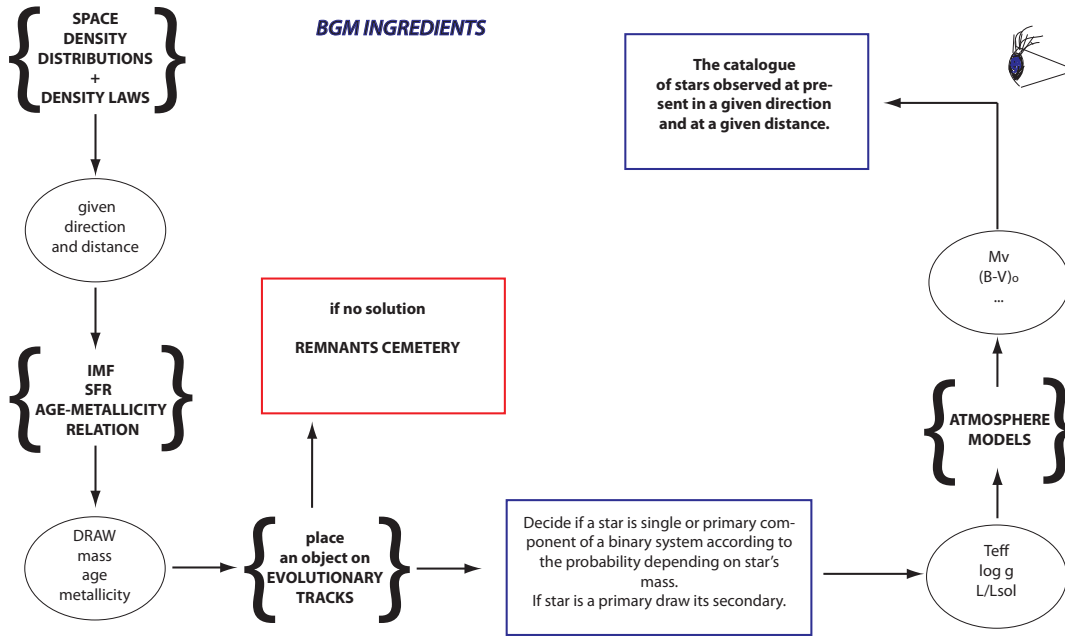 BGM INGREDIENTS
SPACE
DENSITY
DISTRIBUTIONS
+
DENSITY LAWS
given
direction
and distance
IMF
SFR
AGE-METALLICITY
RELATION
DRAW
mass
age
metallicity
place
an object on
EVOLUTIONARY
TRACKS
if no solution
REMNANTS CEMETERY
Decide if a star is single or primary com-
ponent of a binary system according to
the probability depending on star's
mass.
If star is a primary draw its secondary.
Teff
log g
L/Lsol
ATMOSPHERE
MODELS
Mv
(B-V)o
...
The catalogue
of stars observed at pre-
sent in a given direction
and at a given distance.